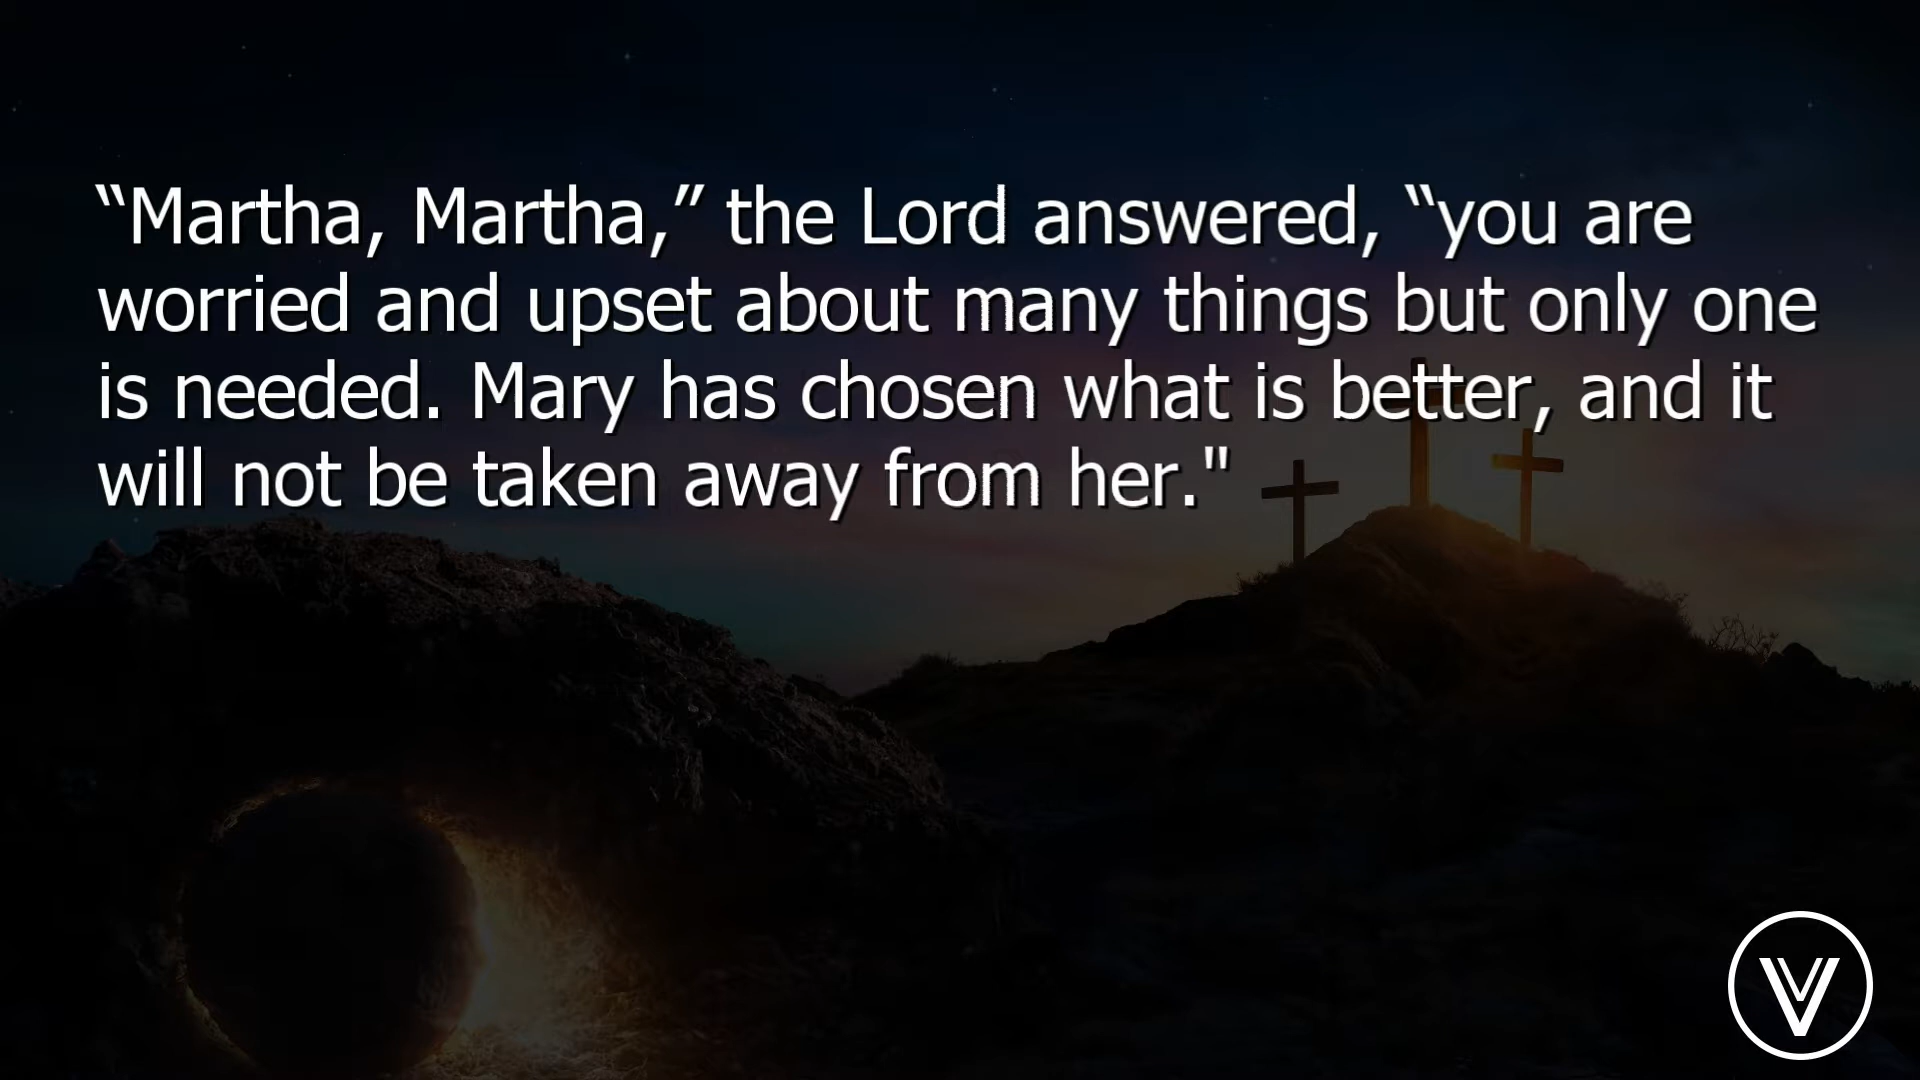 “Martha, Martha,” the Lord answered, “you are
worried and upset about many things but only one
is needed. Mary has chosen what is better, and it
will not be taken away from her."